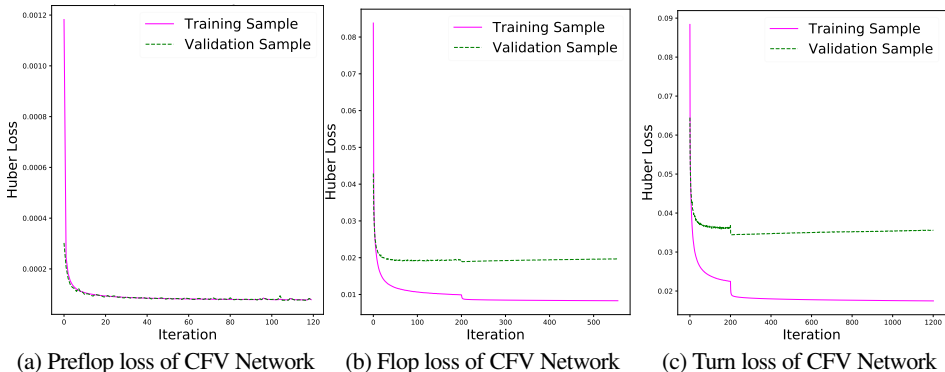 0.0012
0.0010
0.0008
0.0006
0.0004
0.0002
Huber Loss
Training Sample
Validation Sample
0 20 40 60 80 100 120
Iteration
(a) Preflop loss of CFV Network
0.08
0.07
0.06
0.05
0.04
0.03
0.02
0.01
Huber Loss
Training Sample
Validation Sample
0 100 200 300 400 500
Iteration
(b) Flop loss of CFV Network
0.09
0.08
0.07
0.06
0.05
0.04
0.03
0.02
Huber Loss
Training Sample
Validation Sample
0 200 400 600 800 1000 1200
Iteration
(c) Turn loss of CFV Network